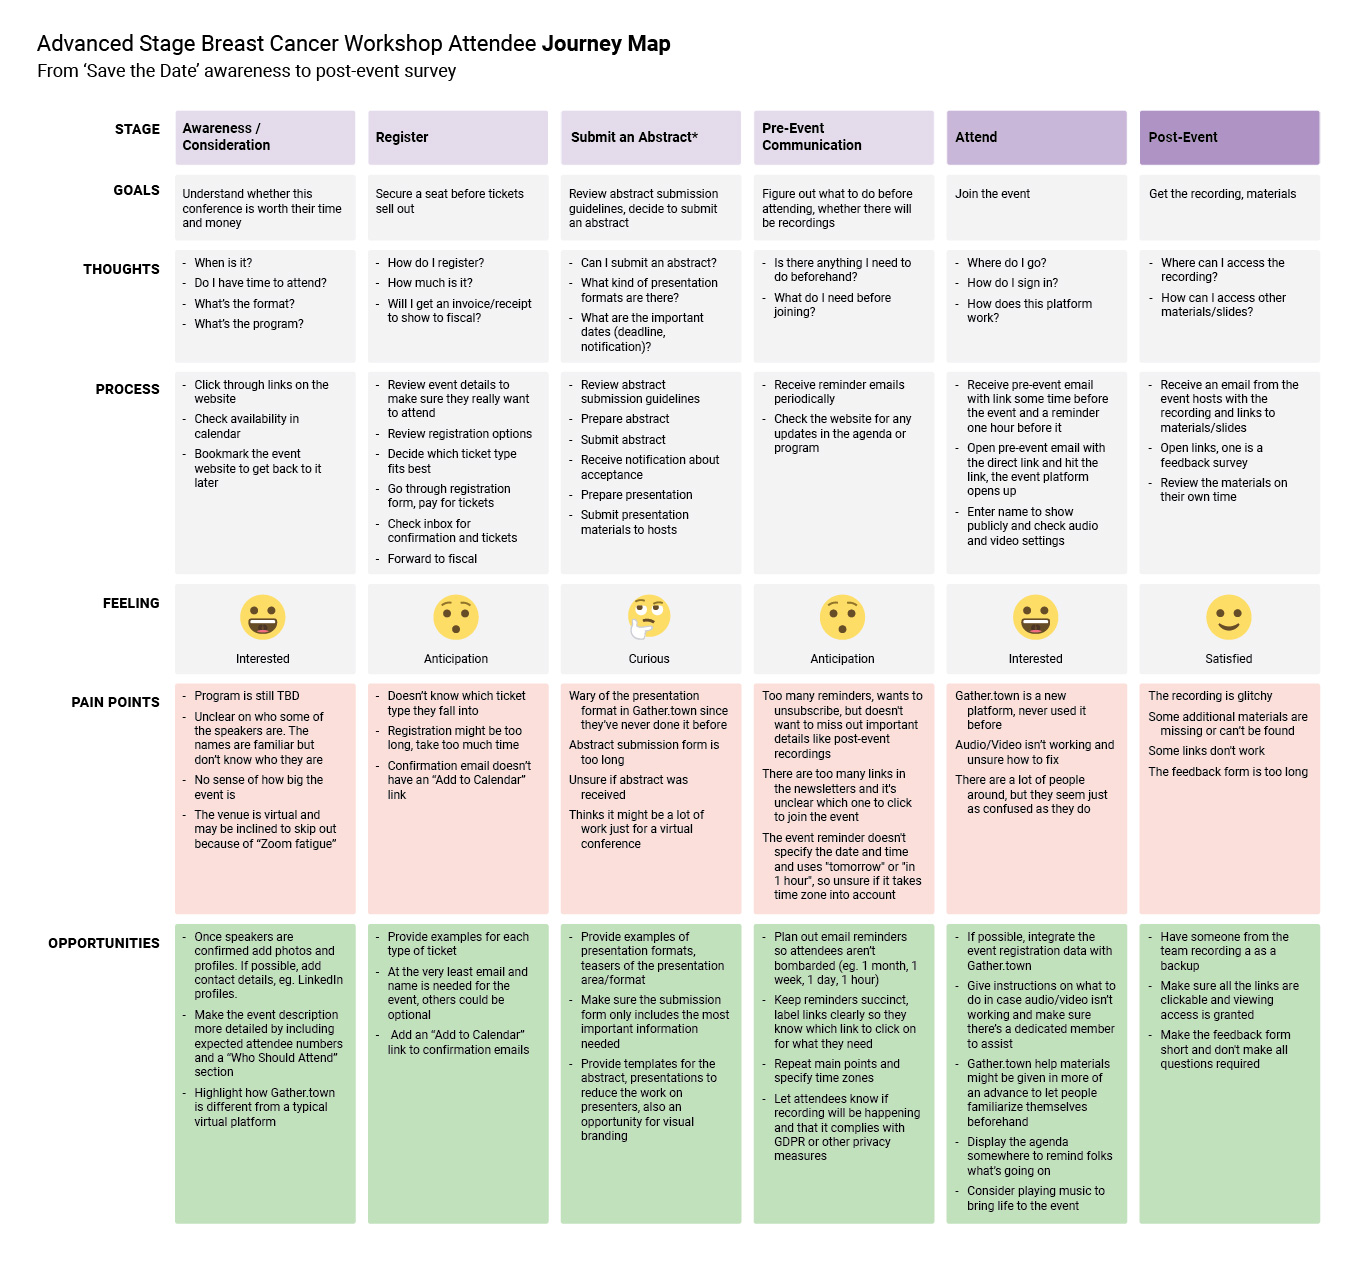 Advanced Stage Breast Cancer Workshop Attendee Journey Map
From ‘Save the Date’ awareness to post-event survey
STAGE
Awareness /
Consideration
Register
Submit an Abstract*
Pre-Event
Communication
Attend
Post-Event
GOALS
Understand whether this
conference is worth their time
and money
Secure a seat before tickets
sell out
Review abstract submission
guidelines, decide to submit
an abstract
Figure out what to do before
attending, whether there will
be recordings
Join the event
Get the recording, materials
THOUGHTS
- When is it?
- Do I have time to attend?
- What’s the format?
- What’s the program?
- How do I register?
- How much is it?
- Will I get an invoice/receipt
to show to fiscal?
- Can I submit an abstract?
- What kind of presentation
formats are there?
- What are the important
dates (deadline,
notification)?
- Is there anything I need to
do beforehand?
- What do I need before
joining?
- Where do I go?
- How do I sign in?
- How does this platform
work?
- Where can I access the
recording?
- How can I access other
materials/slides?
PROCESS
- Click through links on the
website
- Check availability in
calendar
- Bookmark the event
website to get back to it
later
- Review event details to
make sure they really want
to attend
- Review registration options
- Decide which ticket type
fits best
- Go through registration
form, pay for tickets
- Check inbox for
confirmation and tickets
- Forward to fiscal
- Review abstract
submission guidelines
- Prepare abstract
- Submit abstract
- Receive notification about
acceptance
- Prepare presentation
- Submit presentation
materials to hosts
- Receive reminder emails
periodically
- Check the website for any
updates in the agenda or
program
- Receive pre-event email
with link some time before
the event and a reminder
one hour before it
- Open pre-event email with
the direct link and hit the
link, the event platform
opens up
- Enter name to show
publicly and check audio
and video settings
- Receive an email from the
event hosts with the
recording and links to
materials/slides
- Open links, one is a
feedback survey
- Review the materials on
their own time
FEELING
Interested
Anticipation
Curious
Anticipation
Interested
Satisfied
PAIN POINTS
- Program is still TBD
- Unclear on who some of
the speakers are. The
names are familiar but
don’t know who they are
- No sense of how big the
event is
- The venue is virtual and
may be inclined to skip out
because of “Zoom fatigue”
- Doesn’t know which ticket
type they fall into
- Registration might be too
long, take too much time
- Confirmation email doesn’t
have an “Add to Calendar”
link
Wary of the presentation
format in Gather.town since
they’ve never done it before
Abstract submission form is
too long
Unsure if abstract was
received
Thinks it might be a lot of
work just for a virtual
conference
Too many reminders, wants to
unsubscribe, but doesn't
want to miss out important
details like post-event
recordings
There are too many links in
the newsletters and it's
unclear which one to click
to join the event
The event reminder doesn't
specify the date and time
and uses "tomorrow" or "in
1 hour", so unsure if it takes
time zone into account
Gather.town is a new
platform, never used it
before
Audio/Video isn’t working and
unsure how to fix
There are a lot of people
around, but they seem just
as confused as they do
The recording is glitchy
Some additional materials are
missing or can’t be found
Some links don't work
The feedback form is too long
OPPORTUNITIES
- Once speakers are
confirmed add photos and
profiles. If possible, add
contact details, eg. LinkedIn
profiles.
- Make the event description
more detailed by including
expected attendee numbers
and a “Who Should Attend”
section
- Highlight how Gather.town
is different from a typical
virtual platform
- Provide examples for each
type of ticket
- At the very least email and
name is needed for the
event, others could be
optional
- Add an “Add to Calendar”
link to confirmation emails
- Provide examples of
presentation formats,
teasers of the presentation
area/format
- Make sure the submission
form only includes the most
important information
needed
- Provide templates for the
abstract, presentations to
reduce the work on
presenters, also an
opportunity for visual
branding
- Plan out email reminders
so attendees aren’t
bombarded (eg. 1 month, 1
week, 1 day, 1 hour)
- Keep reminders succinct,
label links clearly so they
know which link to click on
for what they need
- Repeat main points and
specify time zones
- Let attendees know if
recording will be happening
and that it complies with
GDPR or other privacy
measures
- If possible, integrate the
event registration data with
Gather.town
- Give instructions on what to
do in case audio/video isn’t
working and make sure
there’s a dedicated member
to assist
- Gather.town help materials
might be given in more of
an advance to let people
familiarize themselves
beforehand
- Display the agenda
somewhere to remind folks
what’s going on
- Consider playing music to
bring life to the event
- Have someone from the
team recording a as a
backup
- Make sure all the links are
clickable and viewing
access is granted
- Make the feedback form
short and don't make all
questions required